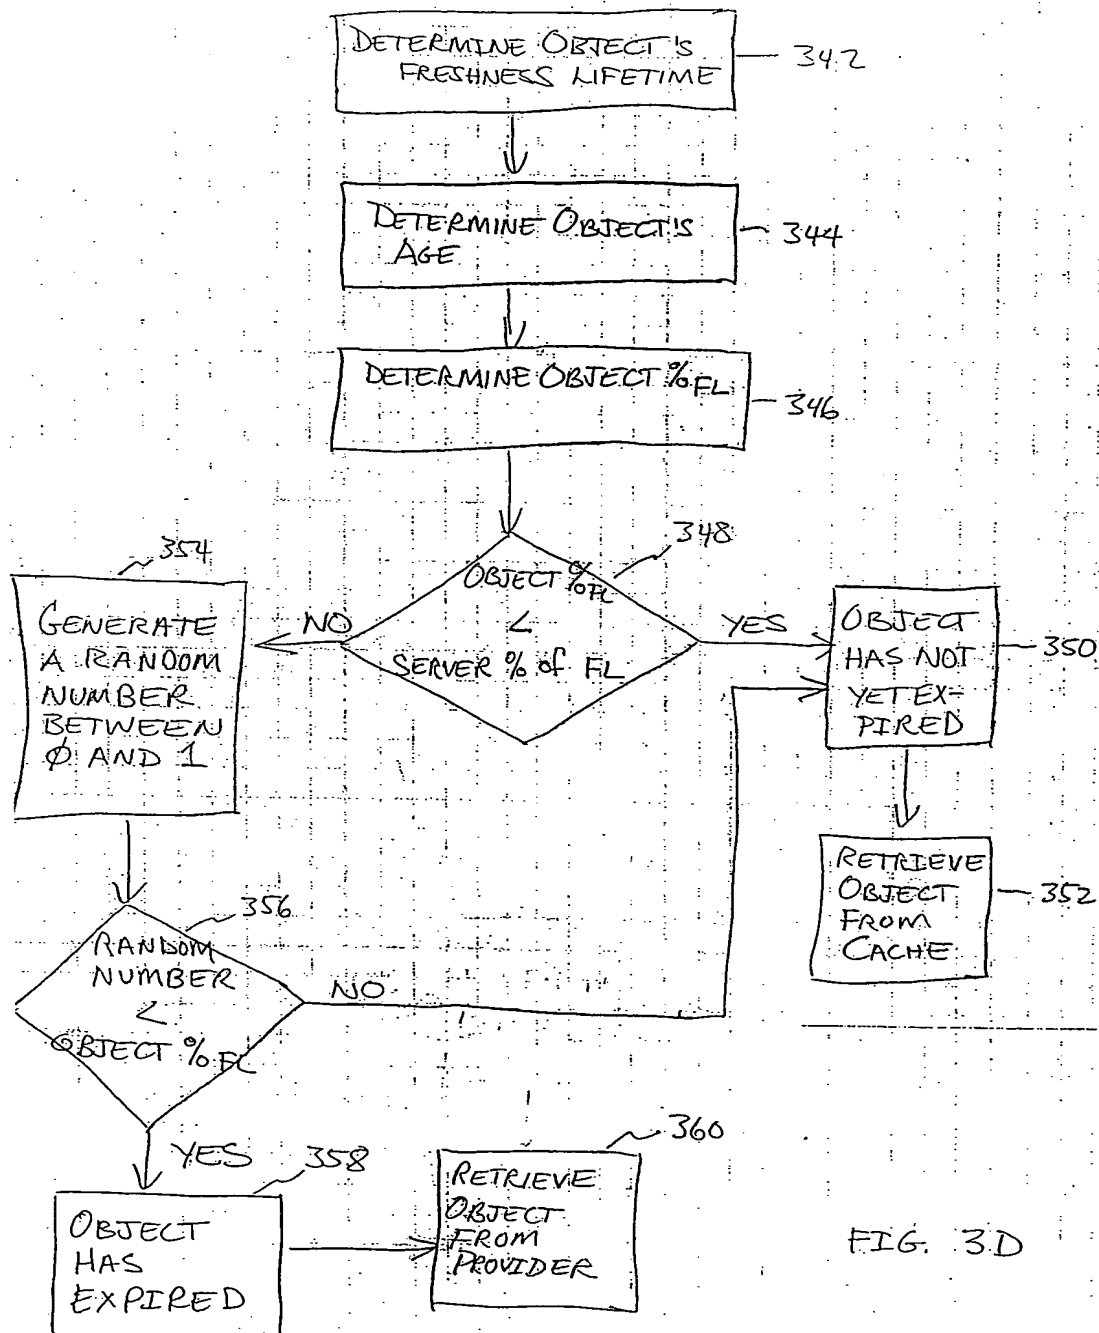 DETERMINE OBJECT'S
FRESHNESS LIFETIME
342
DETERMINE OBJECT'S
AGE
344
DETERMINE OBJECT % FL
346
348
OBJECT % FL
<
SERVER % of FL
NO
YES
354
GENERATE
A RANDOM
NUMBER
BETWEEN
0 AND 1
OBJECT
HAS NOT
YET EX-
PIRED
350
RETRIEVE
OBJECT
FROM
CACHE
352
356
RANDOM
NUMBER
<
OBJECT % FL
NO
YES
358
OBJECT
HAS
EXPIRED
360
RETRIEVE
OBJECT
FROM
PROVIDER
FIG. 3D